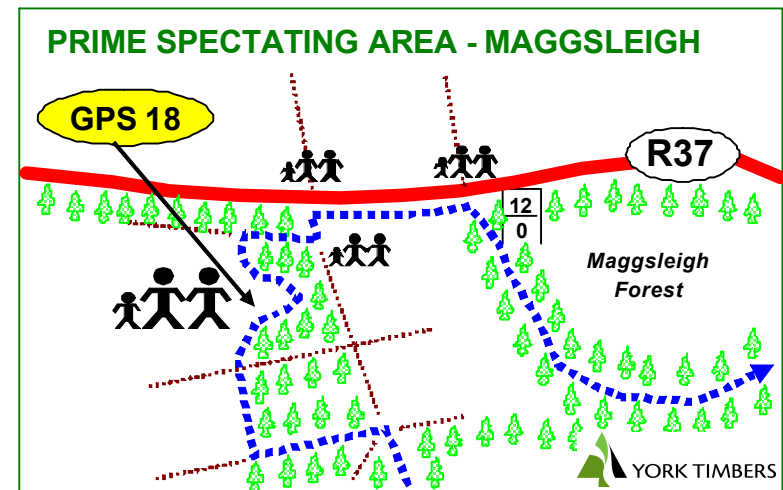 PRIME SPECTATING AREA - MAGGSLEIGH
GPS 18
R37
12
0
Maggsleigh
Forest
YORK TIMBERS